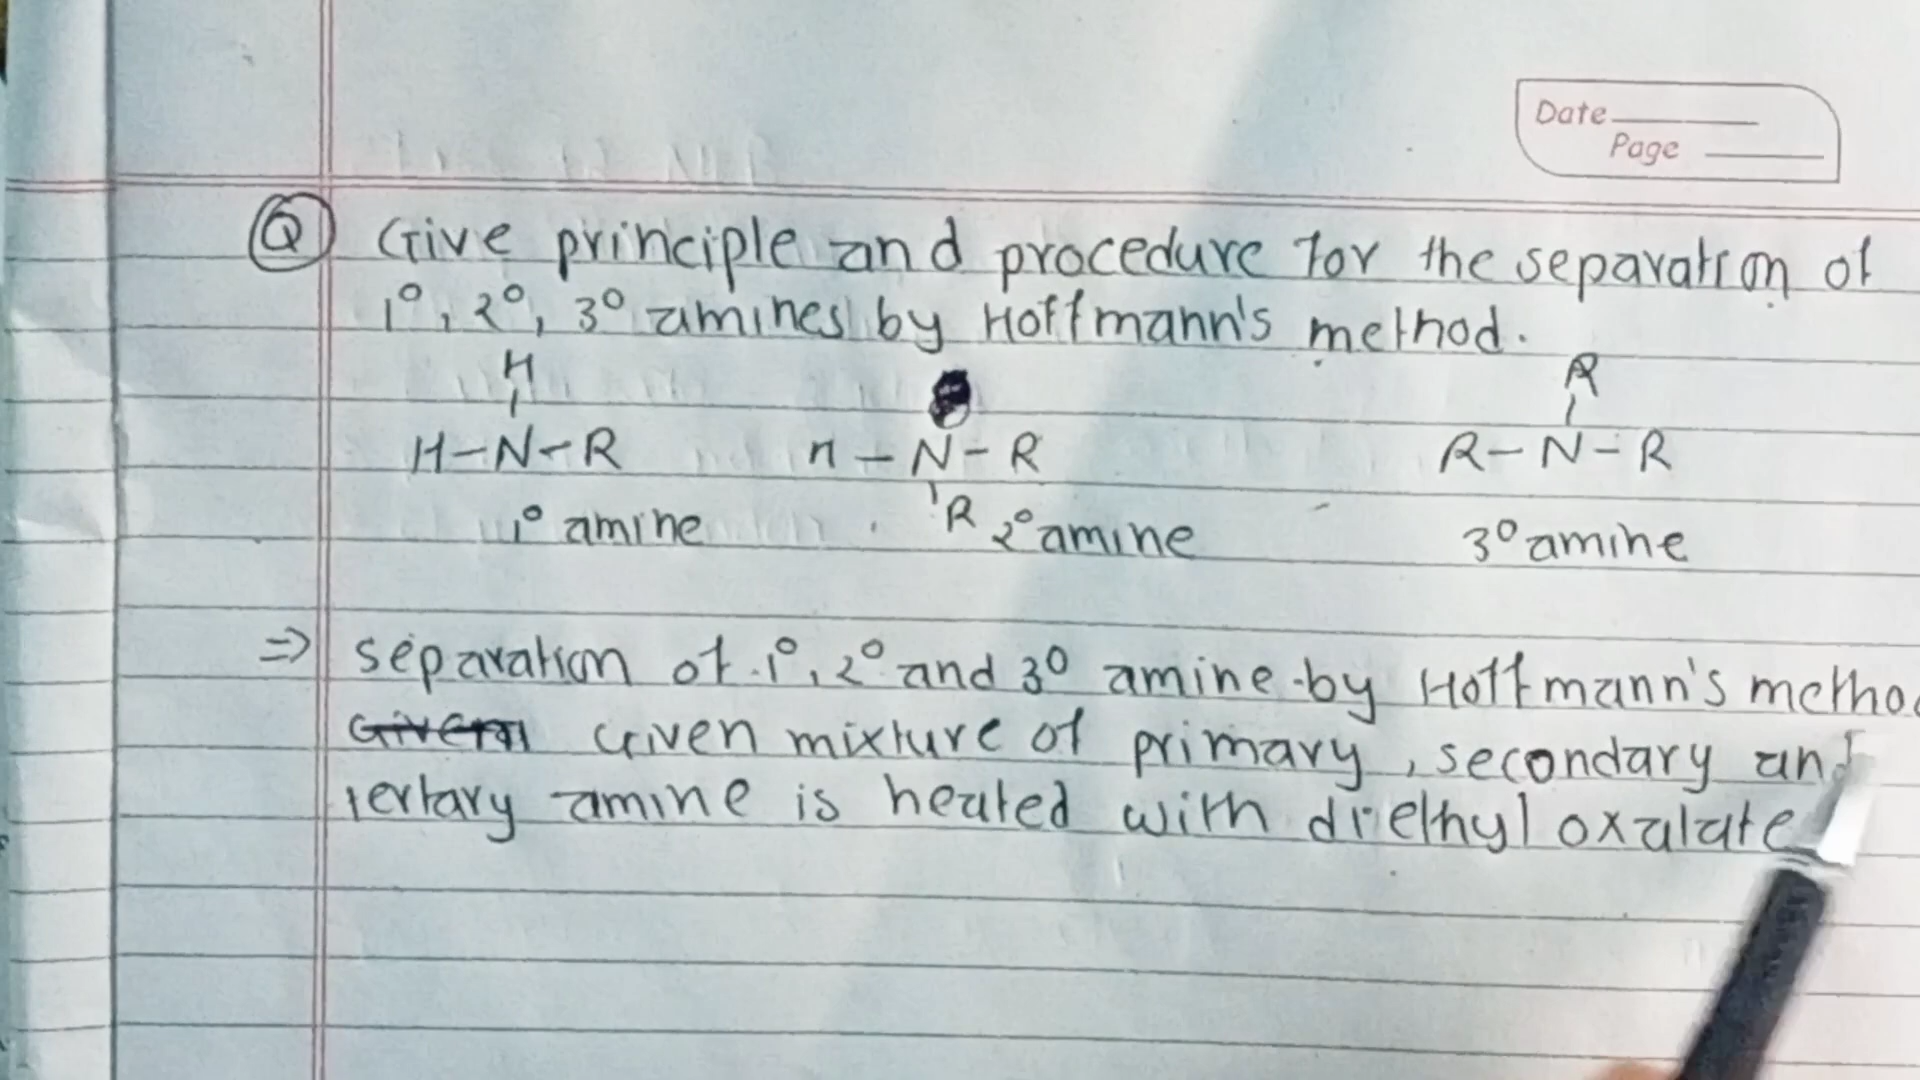 Date
Page
Q Give principle and procedure for the separation of
1°, 2°, 3° amines by Hoffmann's method.
H
R
H-N-R
H-N-R
R-N-R
R
1° amine
2° amine
3° amine
⇒ separation of 1°, 2° and 3° amine by Hoffmann's metho
Given Given mixture of primary, secondary and
tertary amine is heated with diethyl oxalate